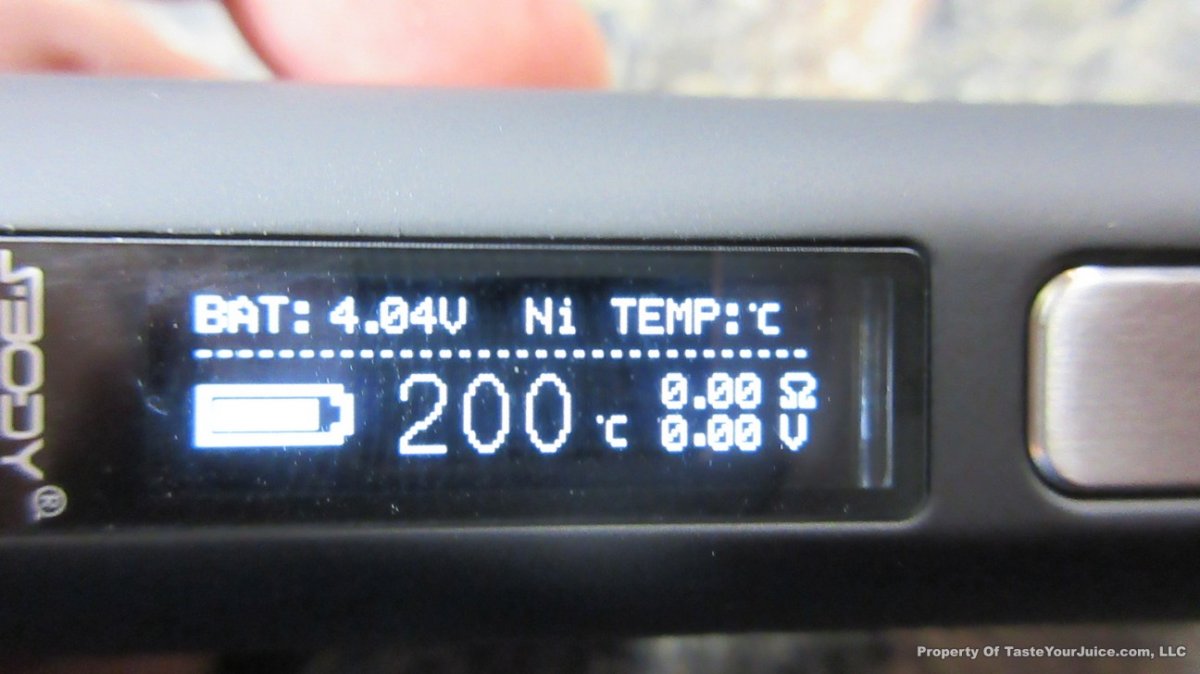 BAT: 4.04V Ni TEMP:℃
200 ℃ 0.00 Ω
0.00 V
®
Property Of TasteYourJuice.com, LLC